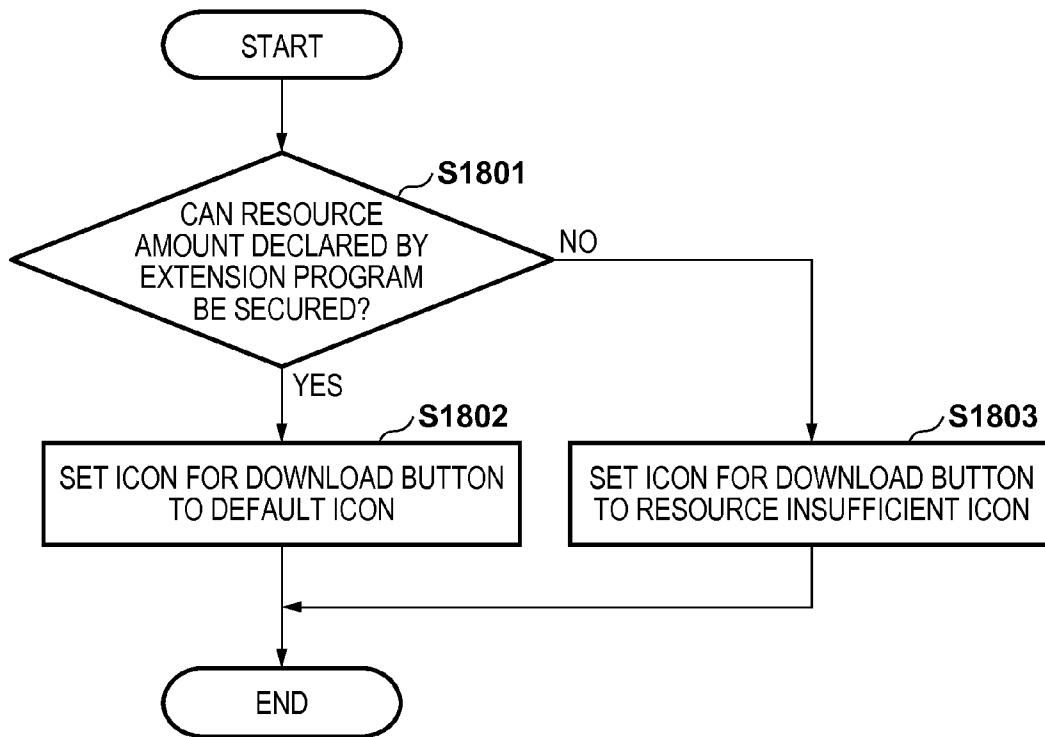 START
S1801
CAN RESOURCE
AMOUNT DECLARED BY
EXTENSION PROGRAM
BE SECURED?
NO
YES
S1802
SET ICON FOR DOWNLOAD BUTTON
TO DEFAULT ICON
S1803
SET ICON FOR DOWNLOAD BUTTON
TO RESOURCE INSUFFICIENT ICON
END